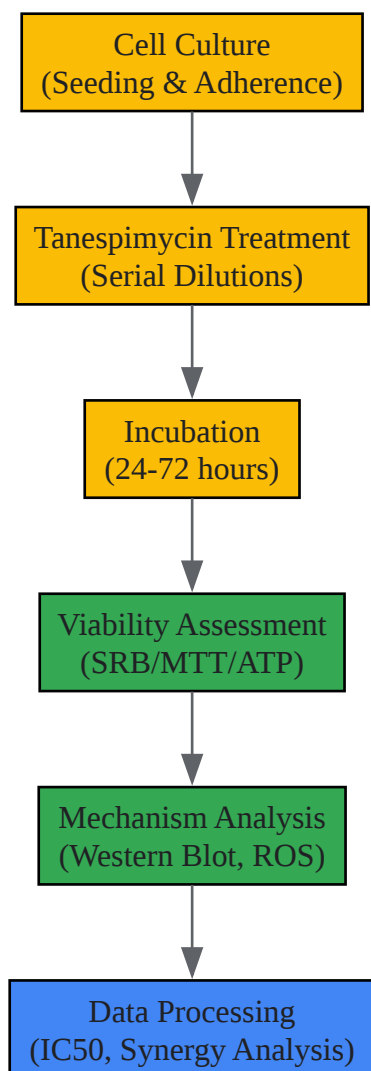 Cell Culture
(Seeding & Adherence)
Tanespimycin Treatment
(Serial Dilutions)
Incubation
(24-72 hours)
Viability Assessment
(SRB/MTT/ATP)
Mechanism Analysis
(Western Blot, ROS)
Data Processing
(IC50, Synergy Analysis)